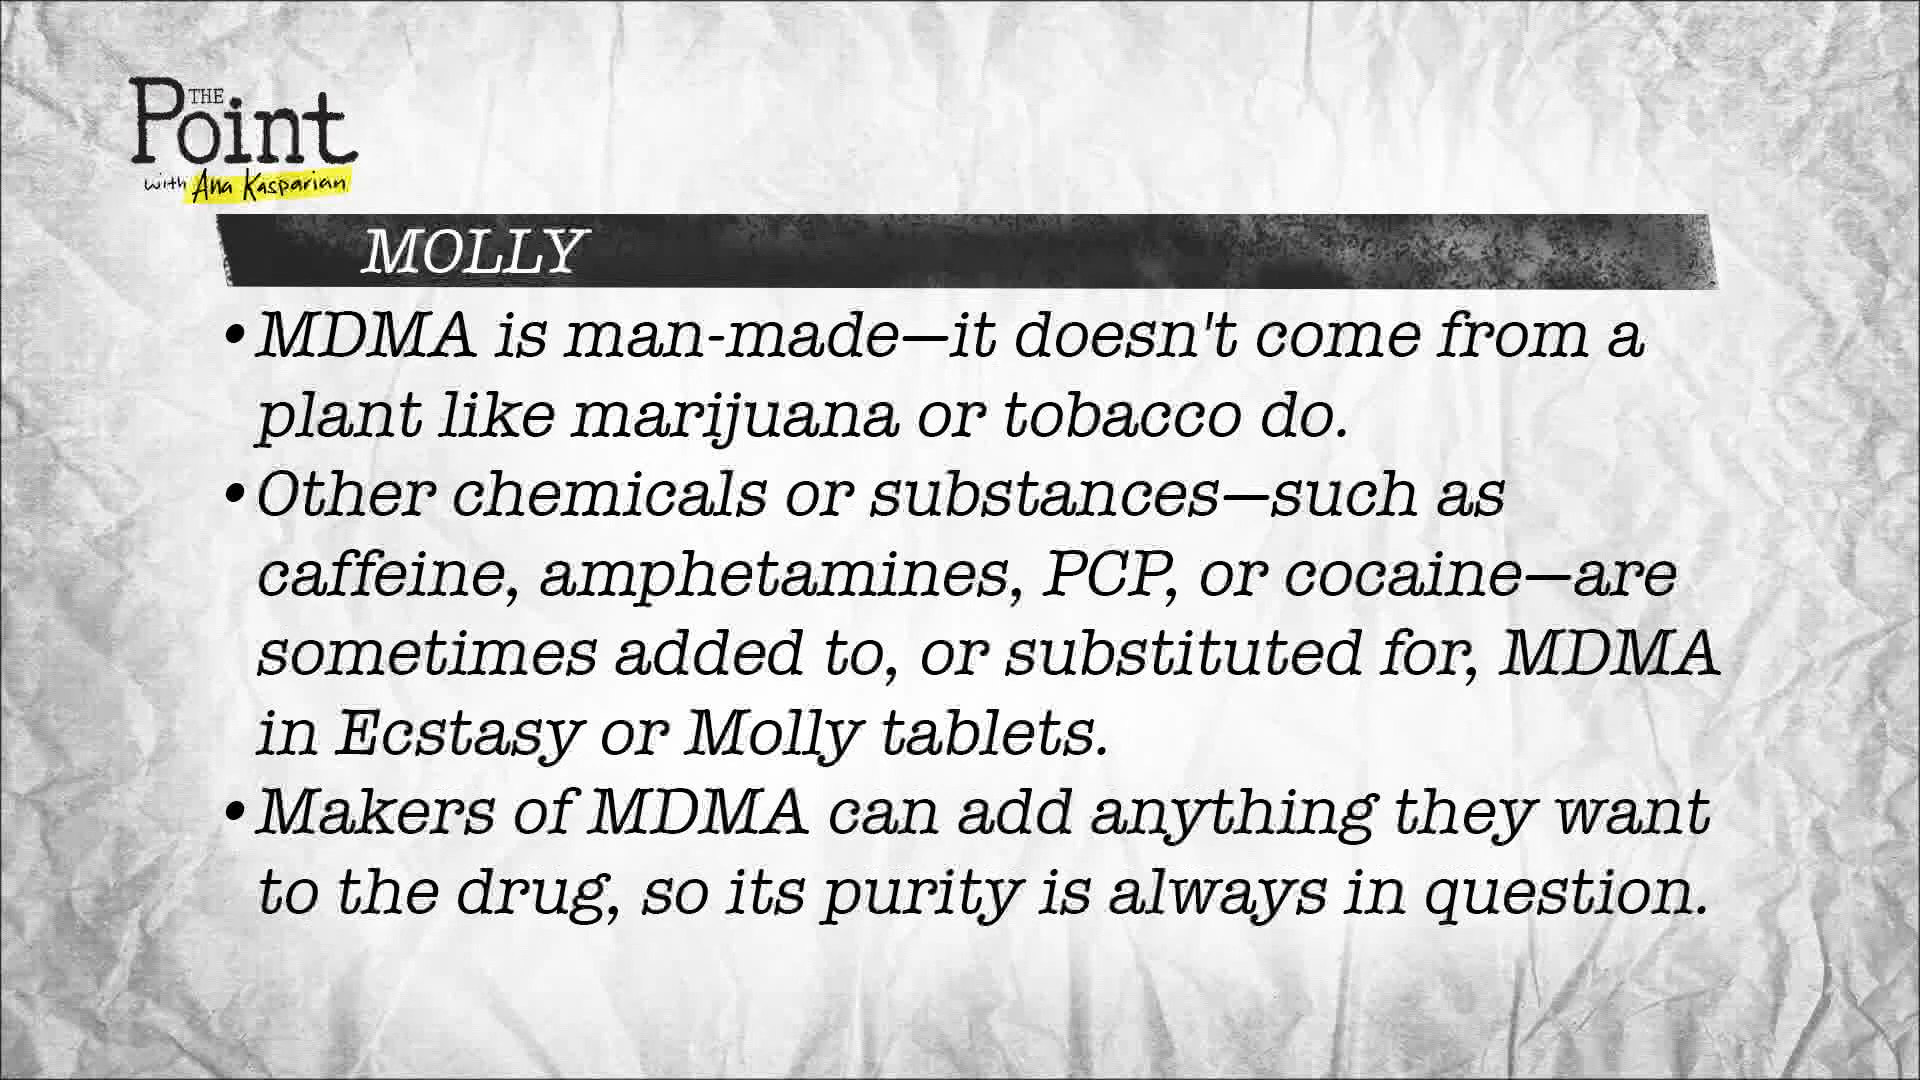 THE
Point
with Ana Kasparian
MOLLY
•MDMA is man-made—it doesn't come from a
plant like marijuana or tobacco do.
•Other chemicals or substances—such as
caffeine, amphetamines, PCP, or cocaine—are
sometimes added to, or substituted for, MDMA
in Ecstasy or Molly tablets.
•Makers of MDMA can add anything they want
to the drug, so its purity is always in question.